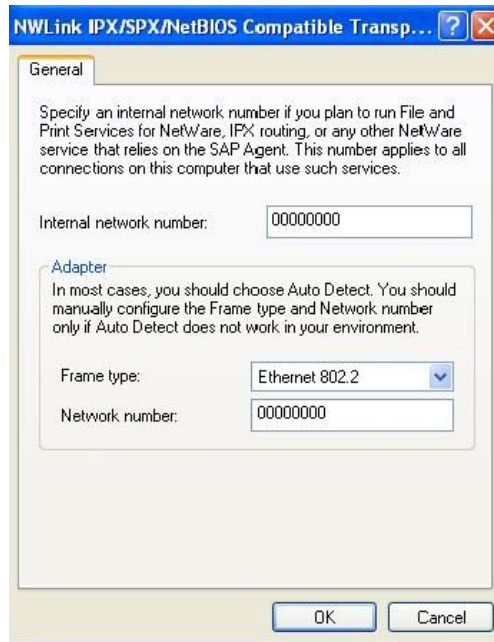 NWLink IPX/SPX/NetBIOS Compatible Transp... ? X
General
Specify an internal network number if you plan to run File and
Print Services for NetWare, IPX routing, or any other NetWare
service that relies on the SAP Agent. This number applies to all
connections on this computer that use such services.
Internal network number: 00000000
Adapter
In most cases, you should choose Auto Detect. You should
manually configure the Frame type and Network number
only if Auto Detect does not work in your environment.
Frame type: Ethernet 802.2
Network number: 00000000
OK Cancel